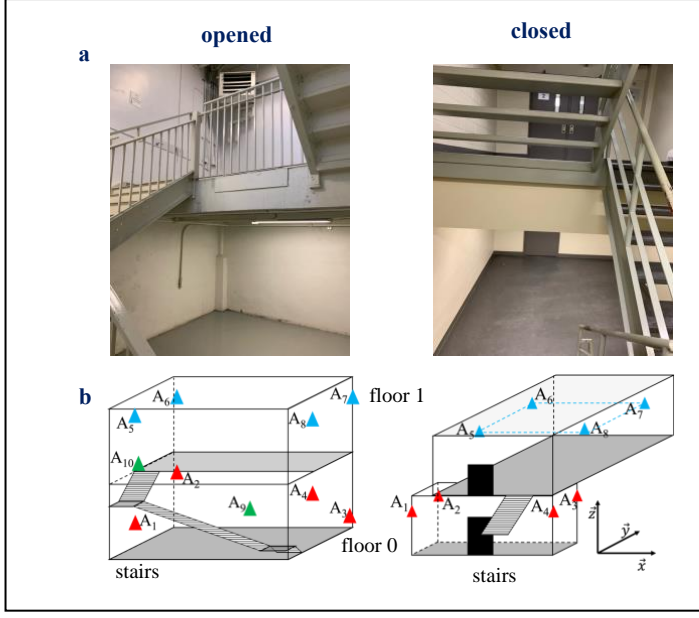 opened
closed
a
b
A6
A7
floor 1
A5
A8
A10
A2
A4
A9
A3
A1
floor 0
stairs
A6
A7
A5
A8
A1
A2
A4
A3
z
y
x
stairs